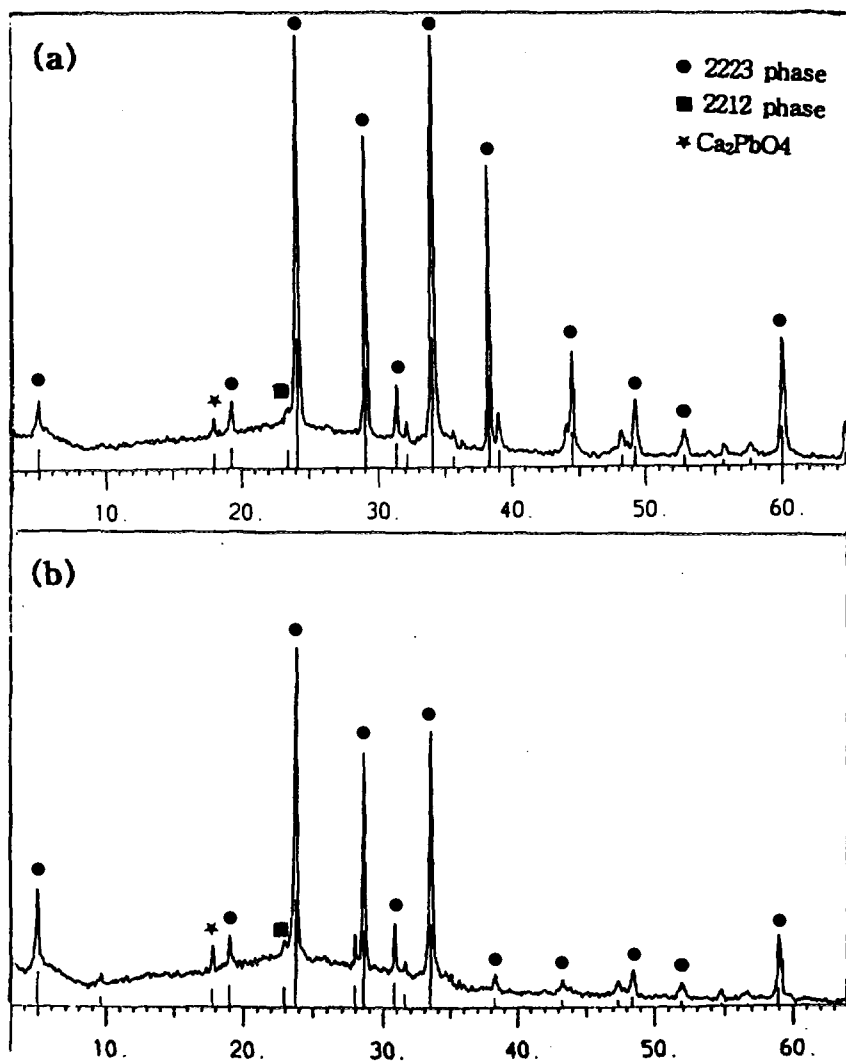 (a)
● 2223 phase
■ 2212 phase
★ Ca₂PbO4
10. 20. 30. 40. 50. 60.
(b)
10. 20. 30. 40. 50. 60.